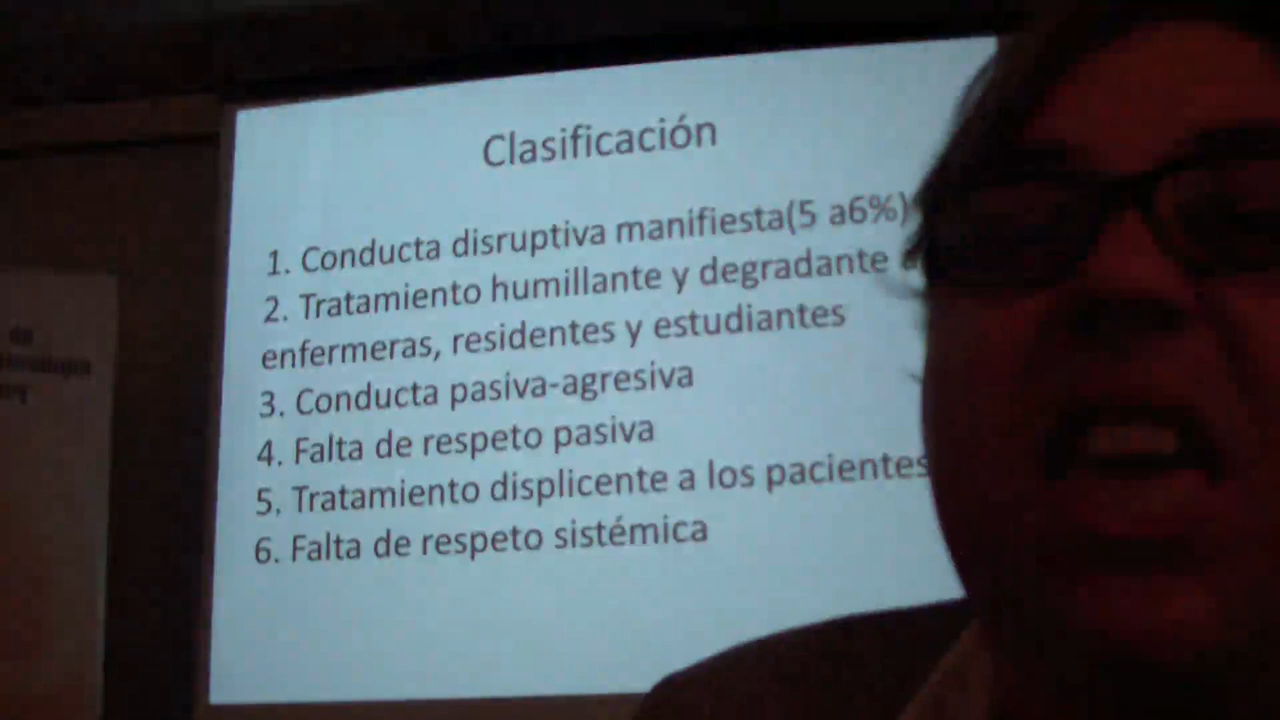 Clasificación
1. Conducta disruptiva manifiesta(5 a6%)
2. Tratamiento humillante y degradante
enfermeras, residentes y estudiantes
3. Conducta pasiva-agresiva
4. Falta de respeto pasiva
5. Tratamiento displicente a los pacientes
6. Falta de respeto sistémica